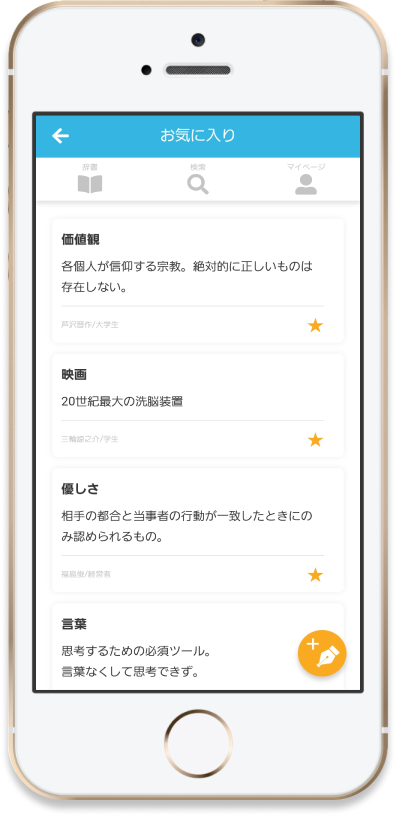 お気に入り
辞書 検索 マイページ
価値観
各個人が信仰する宗教。絶対的に正しいものは
存在しない。
芦沢晋作/大学生
映画
20世紀最大の洗脳装置
三輪綜之介/学生
優しさ
相手の都合と当事者の行動が一致したときにの
み認められるもの。
/経営者
言葉
思考するための必須ツール。
言葉なくして思考できず。